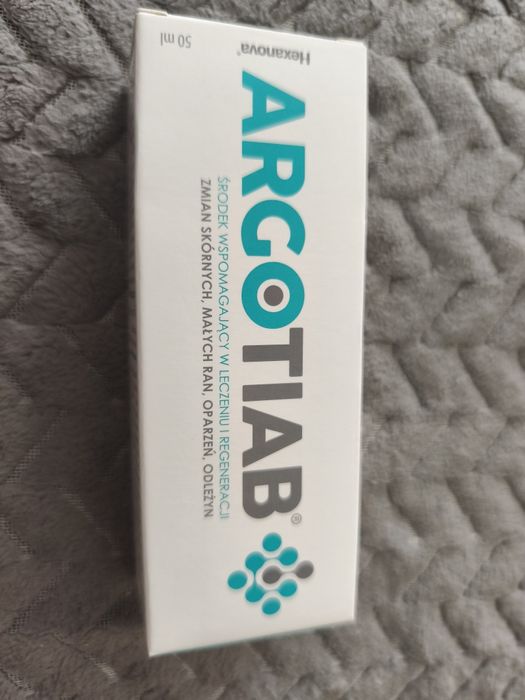 Hexanova®
50 ml
ARGOTIAB®
ŚRODEK WSPOMAGAJĄCY W LECZENIU I REGENERACJI
ZMIAN SKÓRNYCH, MAŁYCH RAN, OPARZEŃ, ODLEŻYN